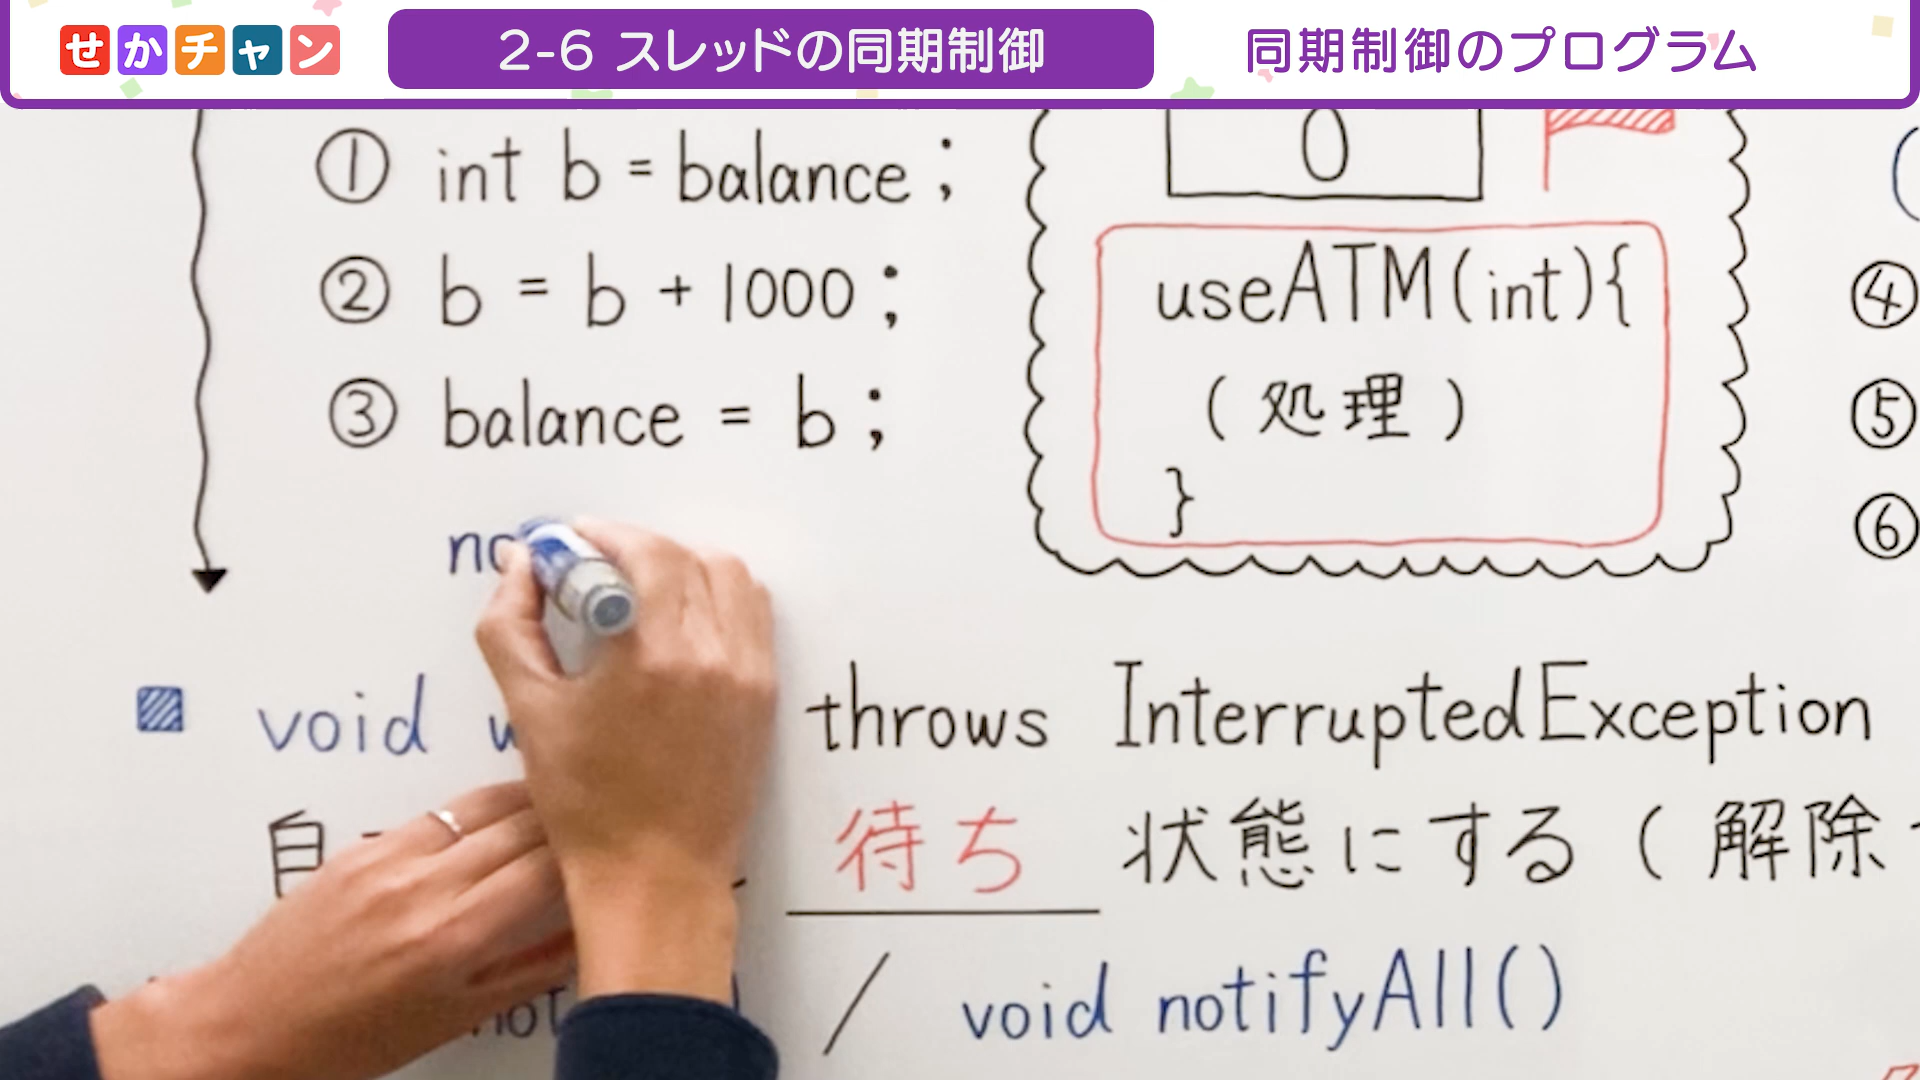 せかチャン
2-6 スレッドの同期制御
同期制御のプログラム
① int b = balance ;
② b = b + 1000 ;
③ balance = b ;
0
useATM(int){
(処理)
}
④
⑤
⑥
void throws InterruptedException
自 待ち 状態にする ( 解除
/ void notifyAll()